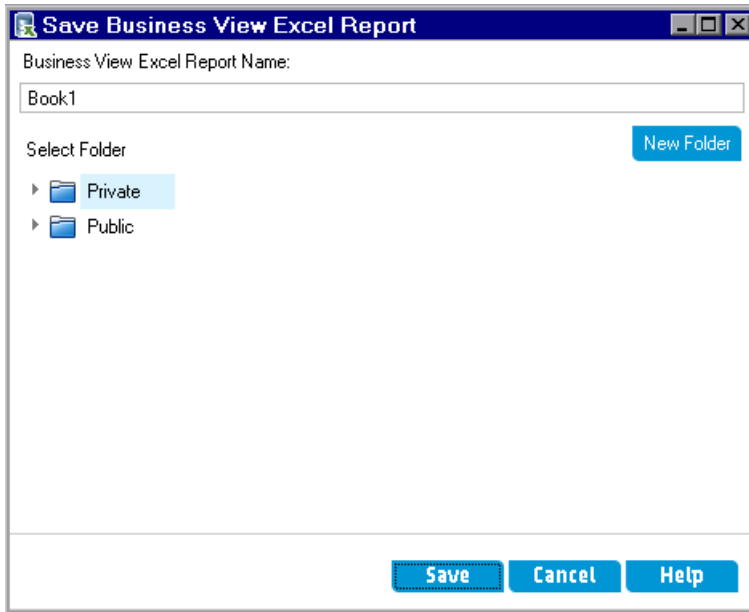 Save Business View Excel Report
Business View Excel Report Name:
Book1
Select Folder
New Folder
Private
Public
Save Cancel Help